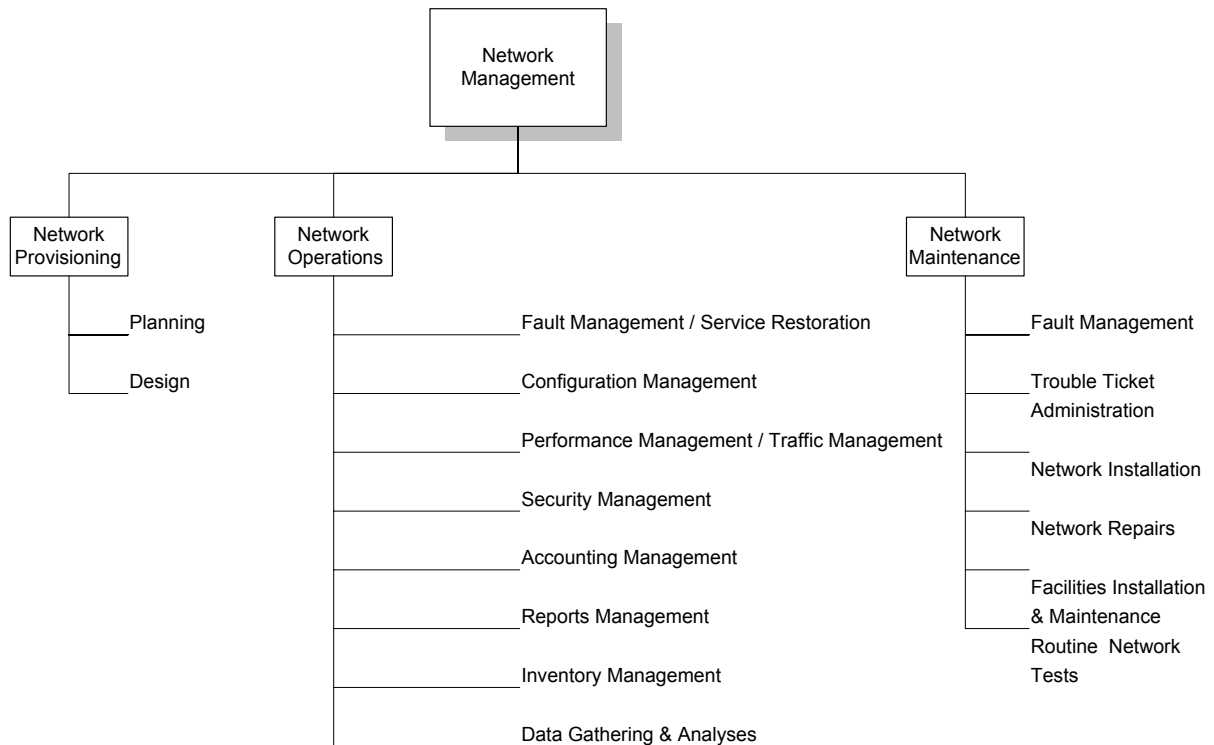 Network
Management
Network
Provisioning
Planning
Design
Network
Operations
Fault Management / Service Restoration
Configuration Management
Performance Management / Traffic Management
Security Management
Accounting Management
Reports Management
Inventory Management
Data Gathering & Analyses
Network
Maintenance
Fault Management
Trouble Ticket
Administration
Network Installation
Network Repairs
Facilities Installation
& Maintenance
Routine Network
Tests